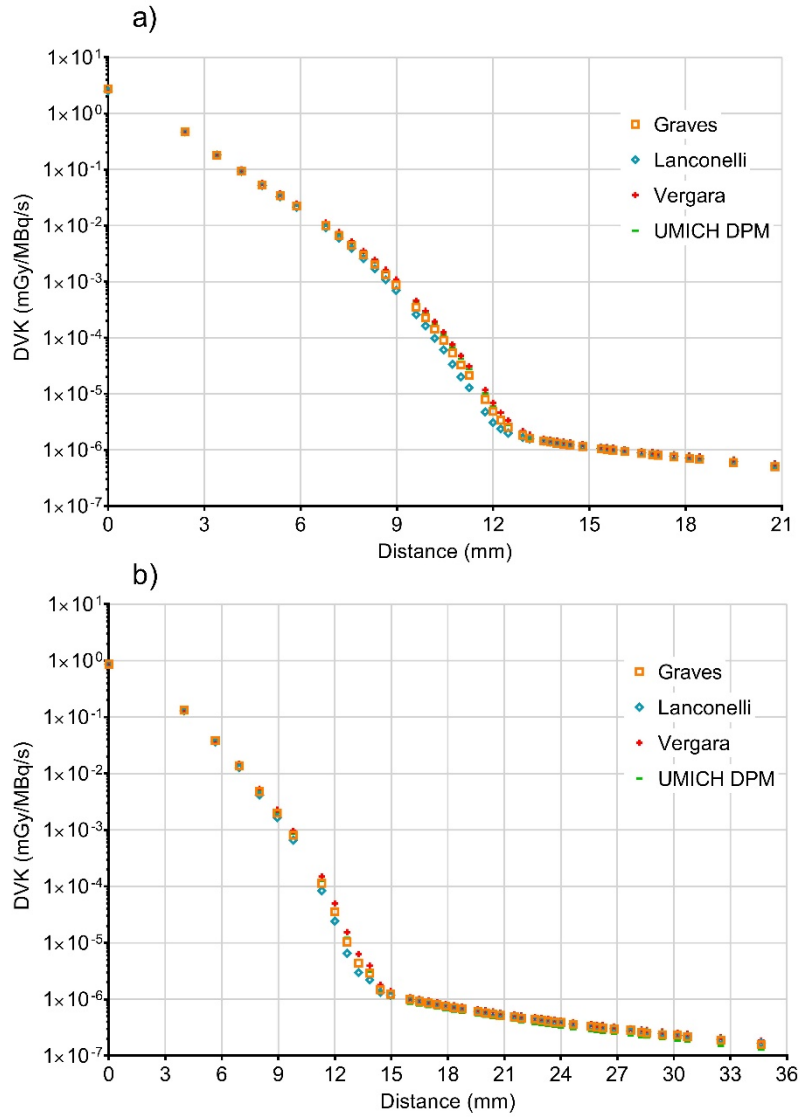 a)
1×10¹
1×10⁰
1×10⁻¹
1×10⁻²
1×10⁻³
1×10⁻⁴
1×10⁻⁵
1×10⁻⁶
1×10⁻⁷
DVK (mGy/MBq/s)
Graves
Lanconelli
Vergara
UMICH DPM
0 3 6 9 12 15 18 21
Distance (mm)
b)
1×10¹
1×10⁰
1×10⁻¹
1×10⁻²
1×10⁻³
1×10⁻⁴
1×10⁻⁵
1×10⁻⁶
1×10⁻⁷
DVK (mGy/MBq/s)
Graves
Lanconelli
Vergara
UMICH DPM
0 3 6 9 12 15 18 21 24 27 30 33 36
Distance (mm)